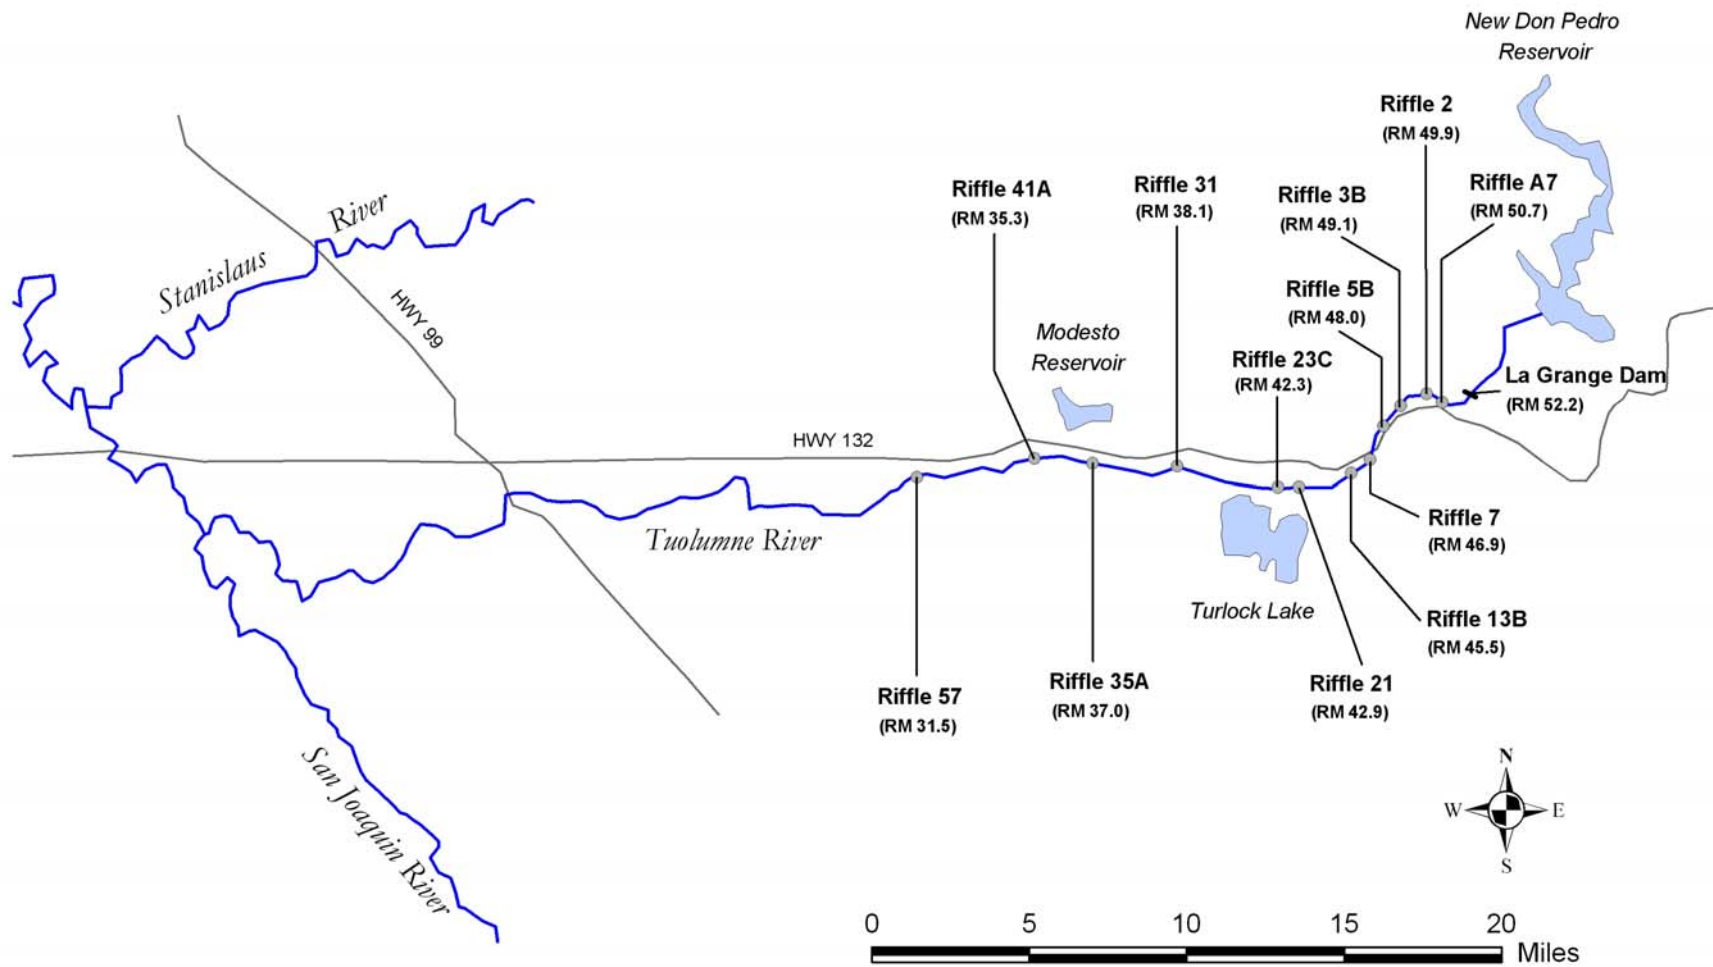 New Don Pedro
Reservoir
Riffle 2
(RM 49.9)
Riffle 41A
(RM 35.3)
Riffle 31
(RM 38.1)
Riffle 3B
(RM 49.1)
Riffle A7
(RM 50.7)
Stanislaus River
HWY 99
Riffle 5B
(RM 48.0)
Modesto
Reservoir
Riffle 23C
(RM 42.3)
La Grange Dam
(RM 52.2)
HWY 132
Tuolumne River
Riffle 7
(RM 46.9)
Turlock Lake
Riffle 13B
(RM 45.5)
Riffle 57
(RM 31.5)
Riffle 35A
(RM 37.0)
Riffle 21
(RM 42.9)
San Joaquin River
N
W
E
S
0 5 10 15 20
Miles